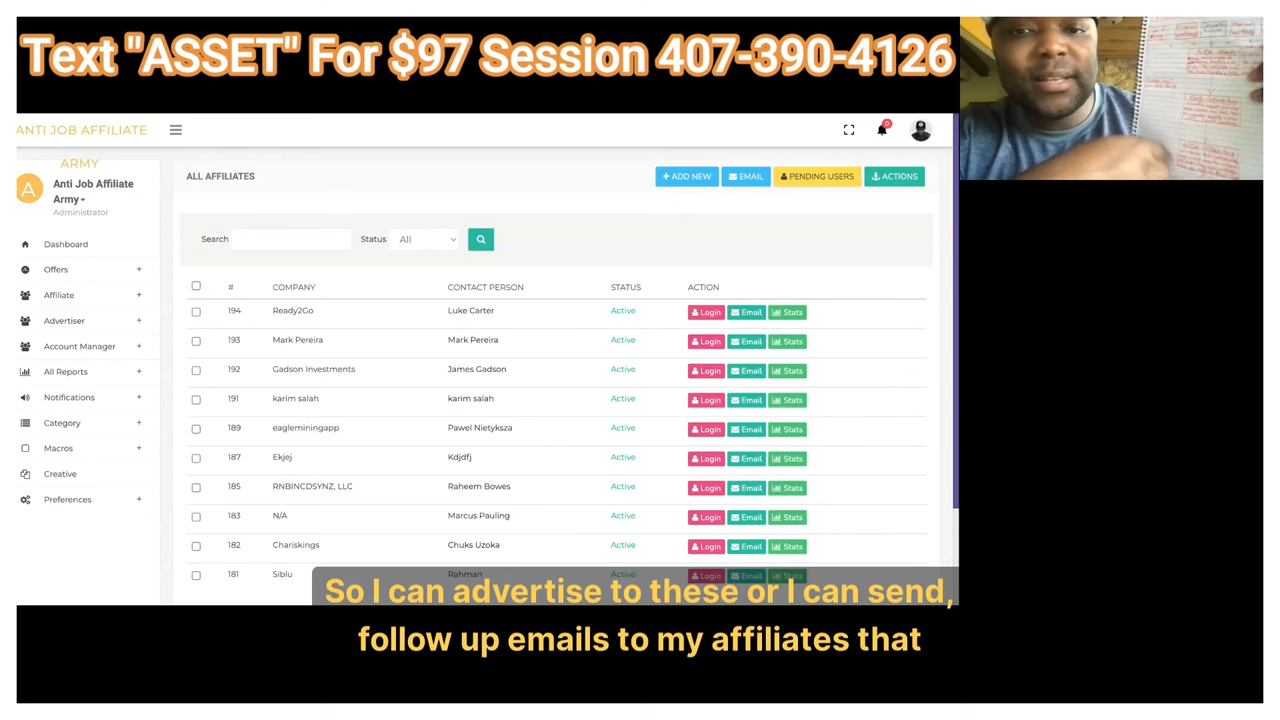 Text "ASSET" For $97 Session 407-390-4126
ANTI JOB AFFILIATE
ARMY
A
Anti Job Affiliate
Army
Administrator
Dashboard
Offers +
Affiliate +
Advertiser +
Account Manager +
All Reports +
Notifications +
Category +
Macros +
Creative
Preferences +
0
ALL AFFILIATES
+ ADD NEW EMAIL PENDING USERS ACTIONS
Search Status All
# COMPANY CONTACT PERSON STATUS ACTION
194 Ready2Go Luke Carter Active Login Email Stats
193 Mark Pereira Mark Pereira Active Login Email Stats
192 Gadson Investments James Gadson Active Login Email Stats
191 karim salah karim salah Active Login Email Stats
189 eagleminingapp Pawel Nietyksza Active Login Email Stats
187 Ekjej Kdjdfj Active Login Email Stats
185 RNBINCDSYNZ, LLC Raheem Bowes Active Login Email Stats
183 N/A Marcus Pauling Active Login Email Stats
182 Chariskings Chuks Uzoka Active Login Email Stats
181 Siblu Rahman Active Login Email Stats
So I can advertise to these or I can send,
follow up emails to my affiliates that